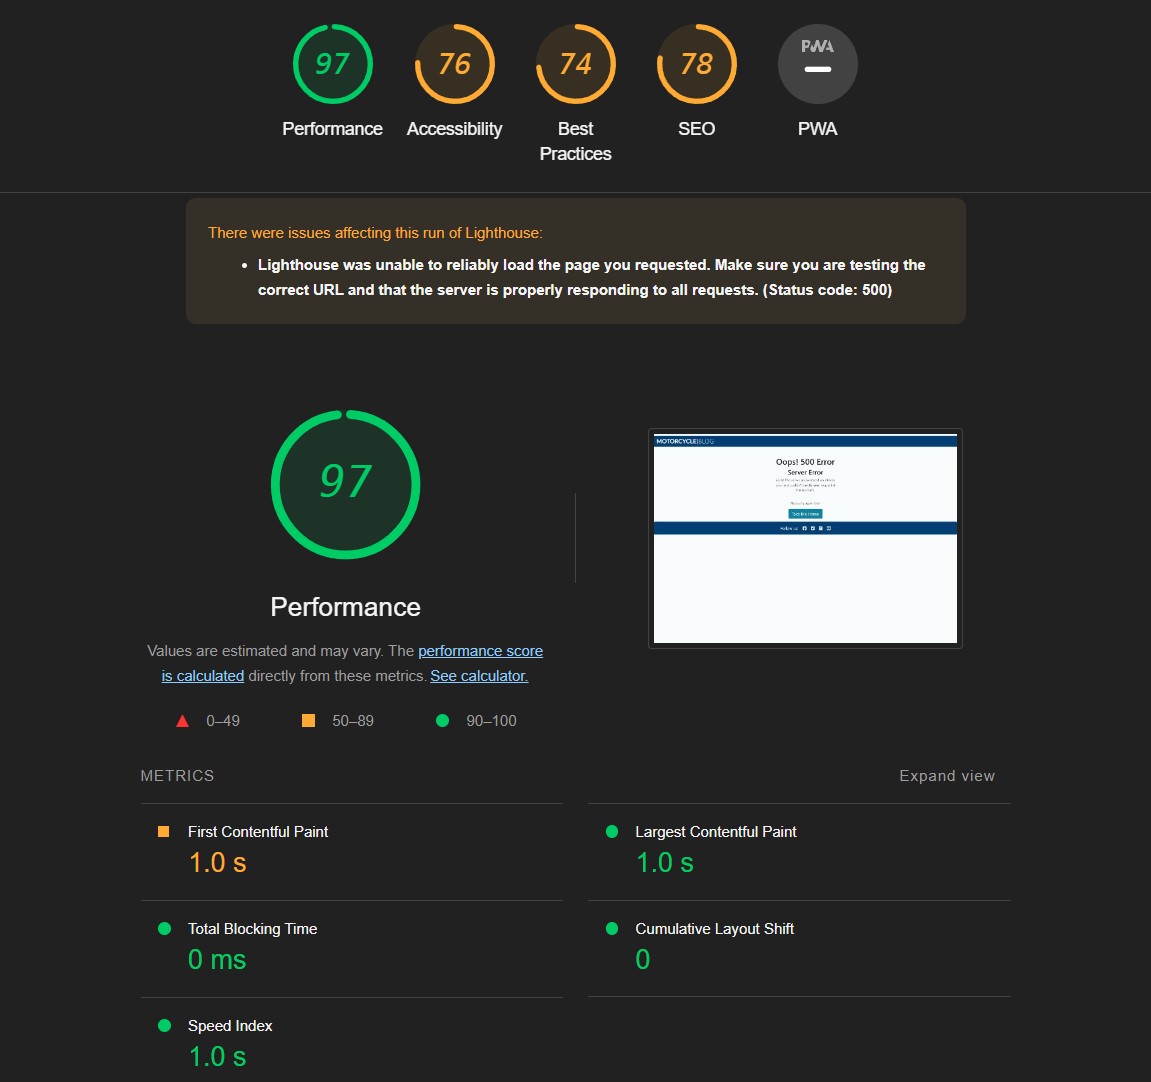 97
76
74
78
PWA
Performance
Accessibility
Best
Practices
SEO
PWA
There were issues affecting this run of Lighthouse:
Lighthouse was unable to reliably load the page you requested. Make sure you are testing the
correct URL and that the server is properly responding to all requests. (Status code: 500)
97
Performance
Values are estimated and may vary. The performance score
is calculated directly from these metrics. See calculator.
0–49
50–89
90–100
MOTORCYCLE|BLOG
Oops! 500 Error
Server Error
Take Me Home
Follow us:
METRICS
Expand view
First Contentful Paint
1.0 s
Largest Contentful Paint
1.0 s
Total Blocking Time
0 ms
Cumulative Layout Shift
0
Speed Index
1.0 s